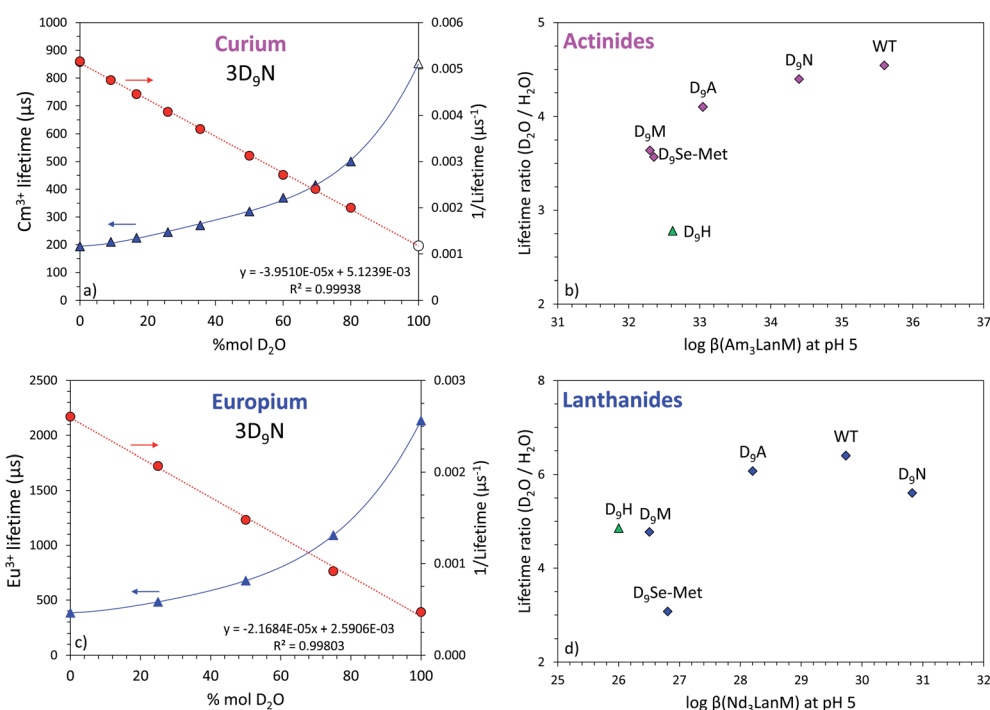 Curium
3D₉N
Cm³⁺ lifetime (µs)
1/Lifetime (µs⁻¹)
1000
900
800
700
600
500
400
300
200
100
0
0.006
0.005
0.004
0.003
0.002
0.001
0
y = -3.9510E-05x + 5.1239E-03
R² = 0.99938
a)
0 20 40 60 80 100
%mol D₂O
Actinides
Lifetime ratio (D₂O / H₂O)
5
4
3
2
WT
D₉N
D₉A
D₉M
D₉Se-Met
D₉H
b)
31 32 33 34 35 36 37
log β(Am₃LanM) at pH 5
Europium
3D₉N
Eu³⁺ lifetime (µs)
1/Lifetime (µs⁻¹)
2500
2000
1500
1000
500
0
0.003
0.002
0.001
0.000
y = -2.1684E-05x + 2.5906E-03
R² = 0.99803
c)
0 20 40 60 80 100
% mol D₂O
Lanthanides
Lifetime ratio (D₂O / H₂O)
8
6
4
2
WT
D₉A
D₉N
D₉H
D₉M
D₉Se-Met
d)
25 26 27 28 29 30 31 32
log β(Nd₃LanM) at pH 5